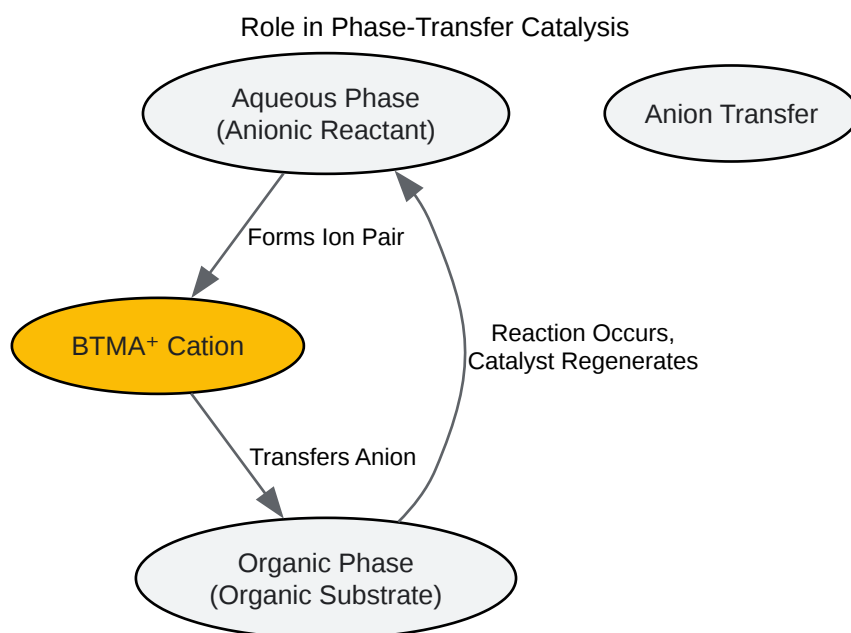 Role in Phase-Transfer Catalysis
Aqueous Phase
(Anionic Reactant)
Anion Transfer
Forms Ion Pair
BTMA⁺ Cation
Reaction Occurs,
Catalyst Regenerates
Transfers Anion
Organic Phase
(Organic Substrate)